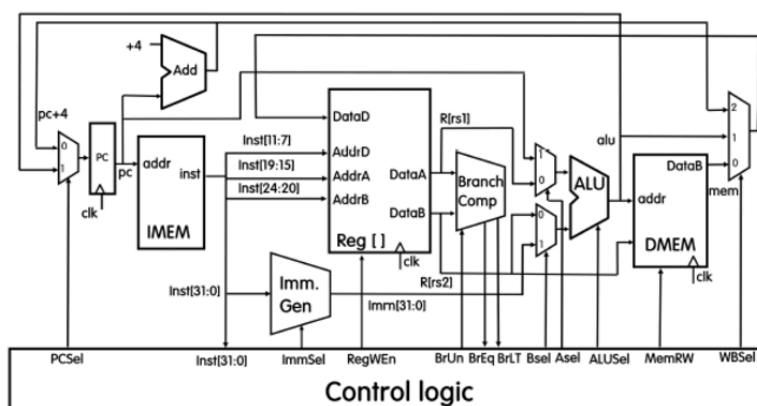 +4
Add
pc+4
0
1
PC
clk
pc
addr
inst
IMEM
Inst[11:7]
Inst[19:15]
Inst[24:20]
DataD
AddrD
AddrA
AddrB
DataA
DataB
Reg [ ]
clk
R[rs1]
Branch
Comp
R[rs2]
1
0
0
1
ALU
alu
addr
DataB
mem
DMEM
clk
2
1
0
Inst[31:0]
Imm.
Gen
Imm[31:0]
PCSel
Inst[31:0]
ImmSel
RegWEn
BrUn
BrEq
BrLT
Bsel
Asel
ALUSel
MemRW
WBSel
Control logic